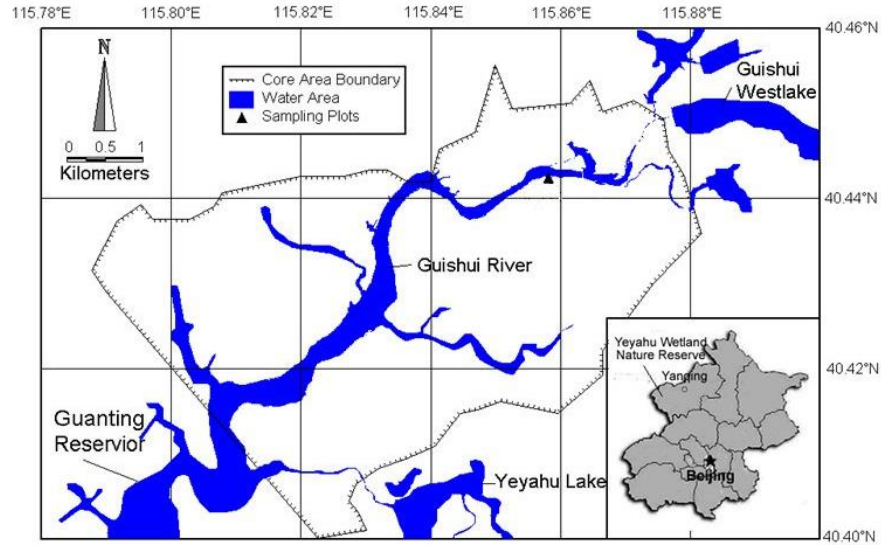 115.78°E 115.80°E 115.82°E 115.84°E 115.86°E 115.88°E
40.46°N
N
Core Area Boundary
Water Area
Sampling Plots
Guishui
Westlake
0 0.5 1
Kilometers
40.44°N
Guishui River
Yeyahu Wetland
Nature Reserve
Yanqing
40.42°N
Guanting
Reservior
Beijing
Yeyahu Lake
40.40°N